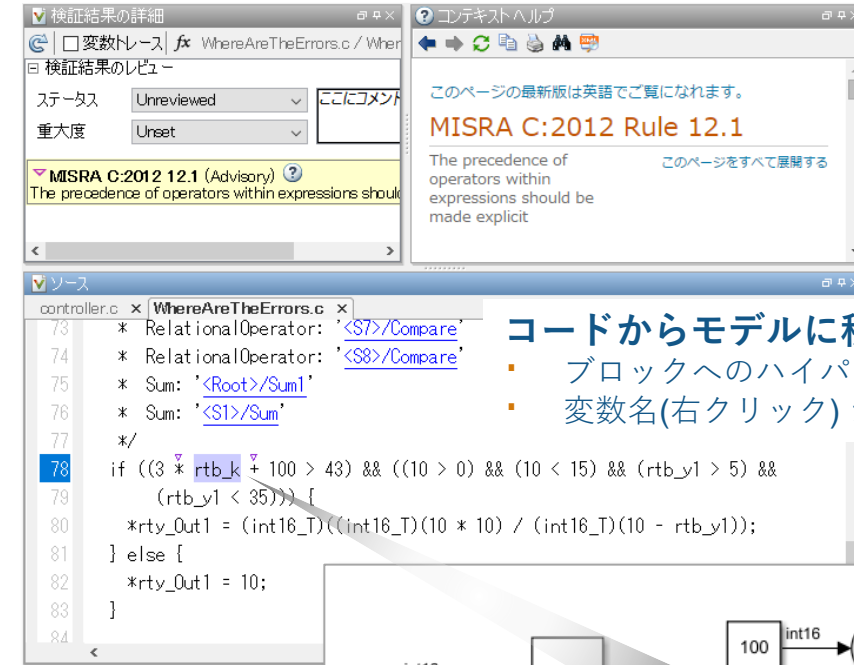 検証結果の詳細
変数トレース fx WhereAreTheErrors.c / Wher
検証結果のレビュー
ステータス Unreviewed ここにコメント
重大度 Unset
MISRA C:2012 12.1 (Advisory) ?
The precedence of operators within expressions should
コンテキスト ヘルプ
このページの最新版は英語でご覧になれます。
MISRA C:2012 Rule 12.1
The precedence of
operators within
expressions should be
made explicit
このページをすべて展開する
ソース
controller.c × WhereAreTheErrors.c ×
73 * RelationalOperator: '<S7>/Compare'
74 * RelationalOperator: '<S8>/Compare'
75 * Sum: '<Root>/Sum1'
76 * Sum: '<S1>/Sum'
77 */
78 if ((3 * rtb_k + 100 > 43) && ((10 > 0) && (10 < 15) && (rtb_y1 > 5) &&
79 (rtb_y1 < 35))) {
80 *rty_Out1 = (int16_T)((int16_T)(10 * 10) / (int16_T)(10 - rtb_y1));
81 } else {
82 *rty_Out1 = 10;
83 }
84
コードからモデルに
▪ ブロックへのハイパ
▪ 変数名(右クリック)
100 int16